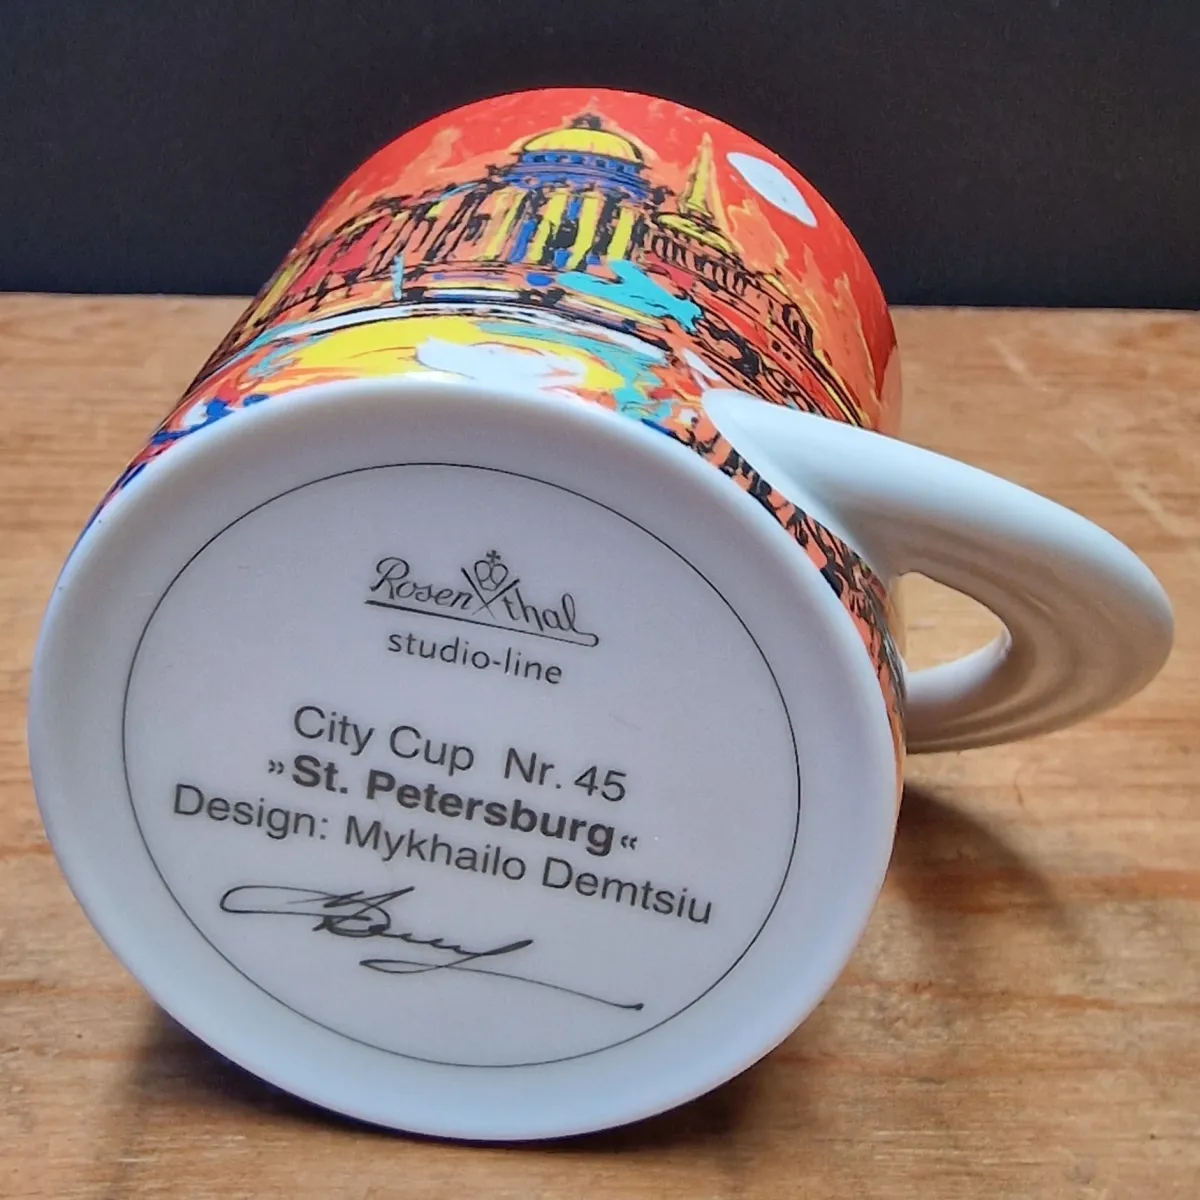 Rosenthal
studio-line
City Cup Nr. 45
»St. Petersburg«
Design: Mykhailo Demtsiu